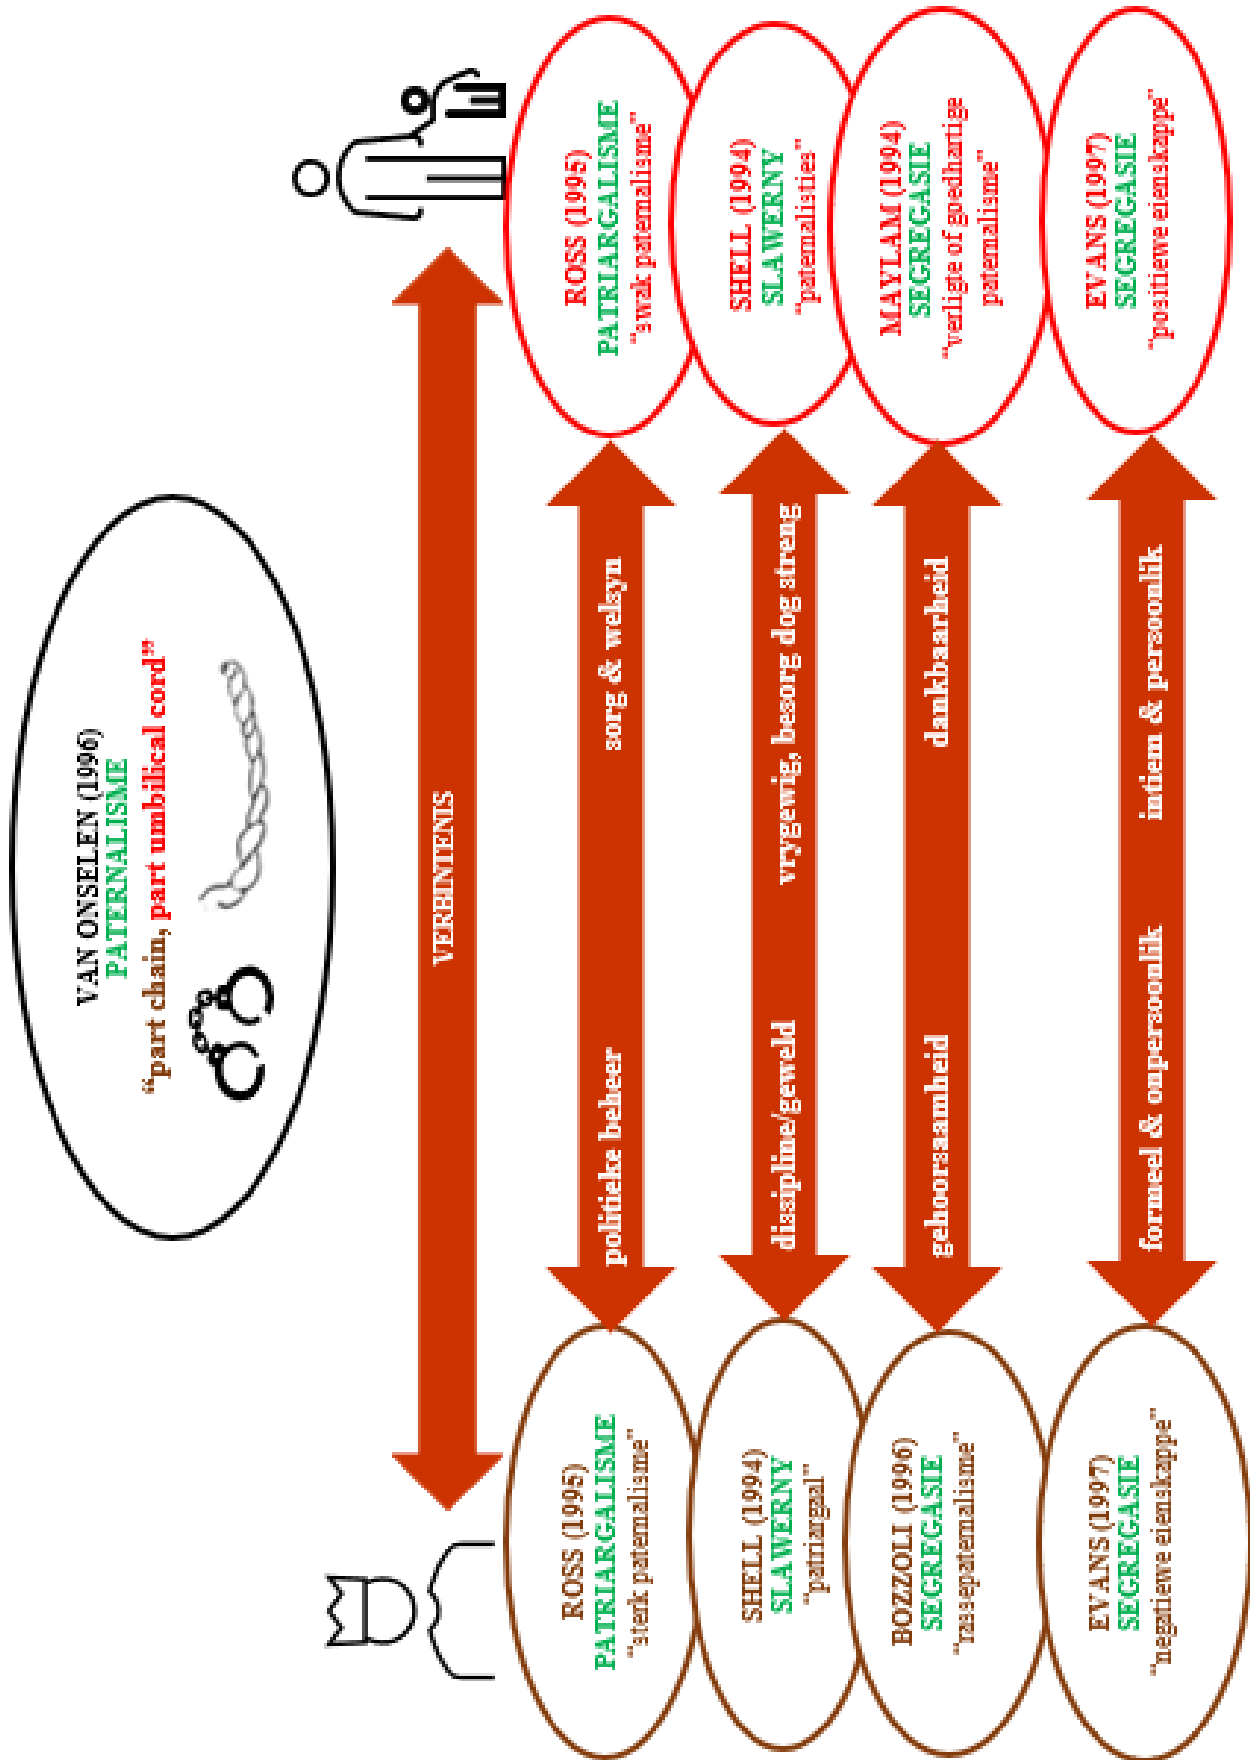 VAN ONSELEN (1996)
PATERNALISME
“part chain, part umbilical cord”
VERBINTENIS
ROSS (1995)
PATRIARGALISME
“sterk paternalisme”
politieke beheer
sorg & welsyn
ROSS (1995)
PATRIARGALISME
“swak paternalisme”
SHELL (1994)
SLAWERNY
“patriargaal”
dissipline/geweld
vrygewig, besorg dog streng
SHELL (1994)
SLAWERNY
“paternalisties”
BOZZOLI (1996)
SEGREGASIE
“rassepaternalisme”
gehoorsaamheid
dankbaarheid
MAYLAM (1994)
SEGREGASIE
“verligte of goedhartige
paternalisme”
EVANS (1997)
SEGREGASIE
“negatiewe eienskappe”
formeel & onpersoonlik
intiem & persoonlik
EVANS (1997)
SEGREGASIE
“positiewe eienskappe”